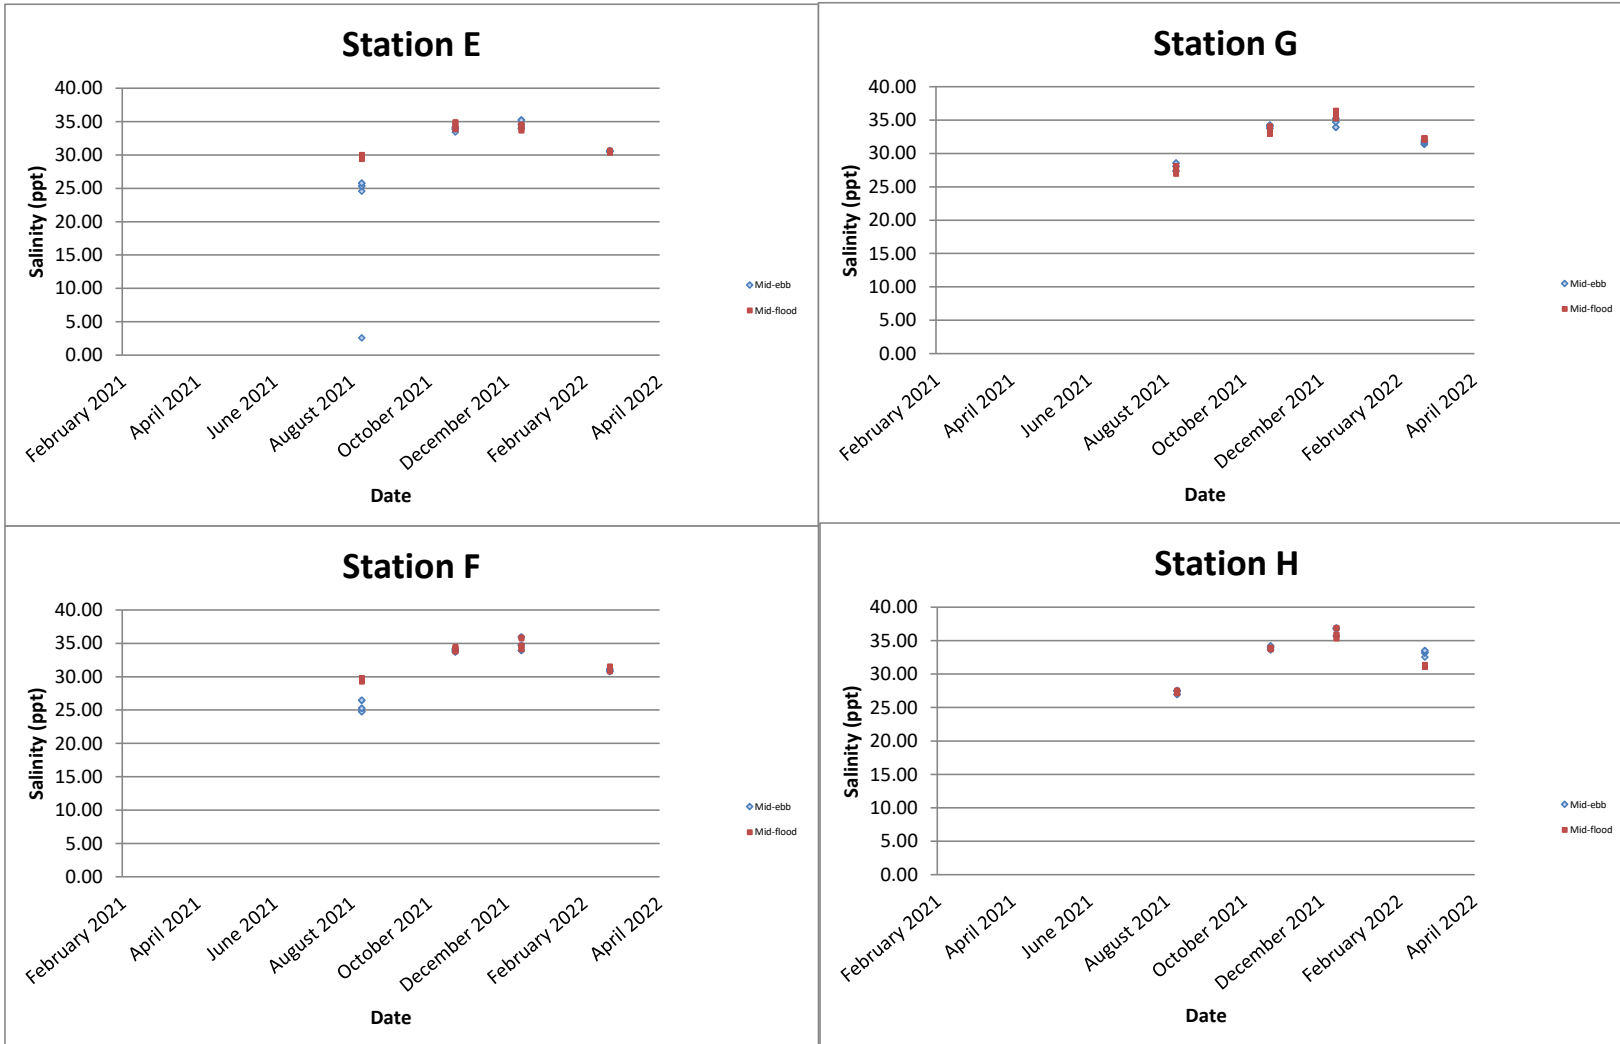 Station E
40.00
35.00
30.00
25.00
20.00
15.00
10.00
5.00
0.00
Salinity (ppt)
February 2021
April 2021
June 2021
August 2021
October 2021
December 2021
February 2022
April 2022
Date
Mid-ebb
Mid-flood
Station G
40.00
35.00
30.00
25.00
20.00
15.00
10.00
5.00
0.00
Salinity (ppt)
February 2021
April 2021
June 2021
August 2021
October 2021
December 2021
February 2022
April 2022
Date
Mid-ebb
Mid-flood
Station F
40.00
35.00
30.00
25.00
20.00
15.00
10.00
5.00
0.00
Salinity (ppt)
February 2021
April 2021
June 2021
August 2021
October 2021
December 2021
February 2022
April 2022
Date
Mid-ebb
Mid-flood
Station H
40.00
35.00
30.00
25.00
20.00
15.00
10.00
5.00
0.00
Salinity (ppt)
February 2021
April 2021
June 2021
August 2021
October 2021
December 2021
February 2022
April 2022
Date
Mid-ebb
Mid-flood